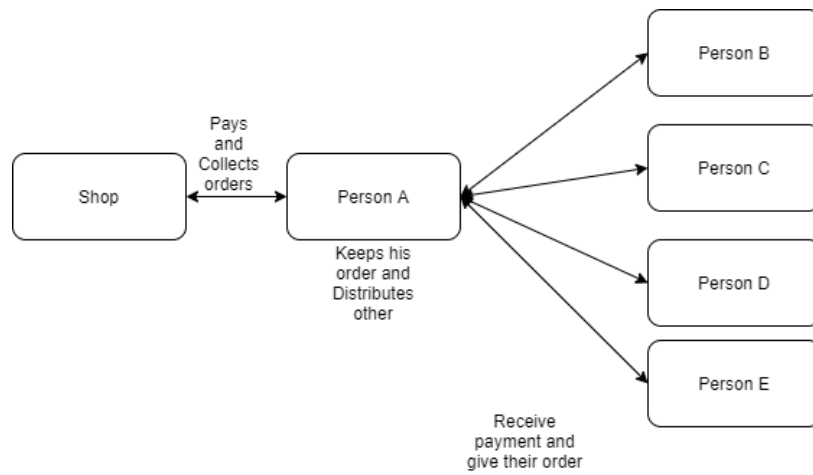 Person B
Pays
and
Collects
orders
Person C
Shop
Person A
Keeps his
order and
Distributes
other
Person D
Person E
Receive
payment and
give their order